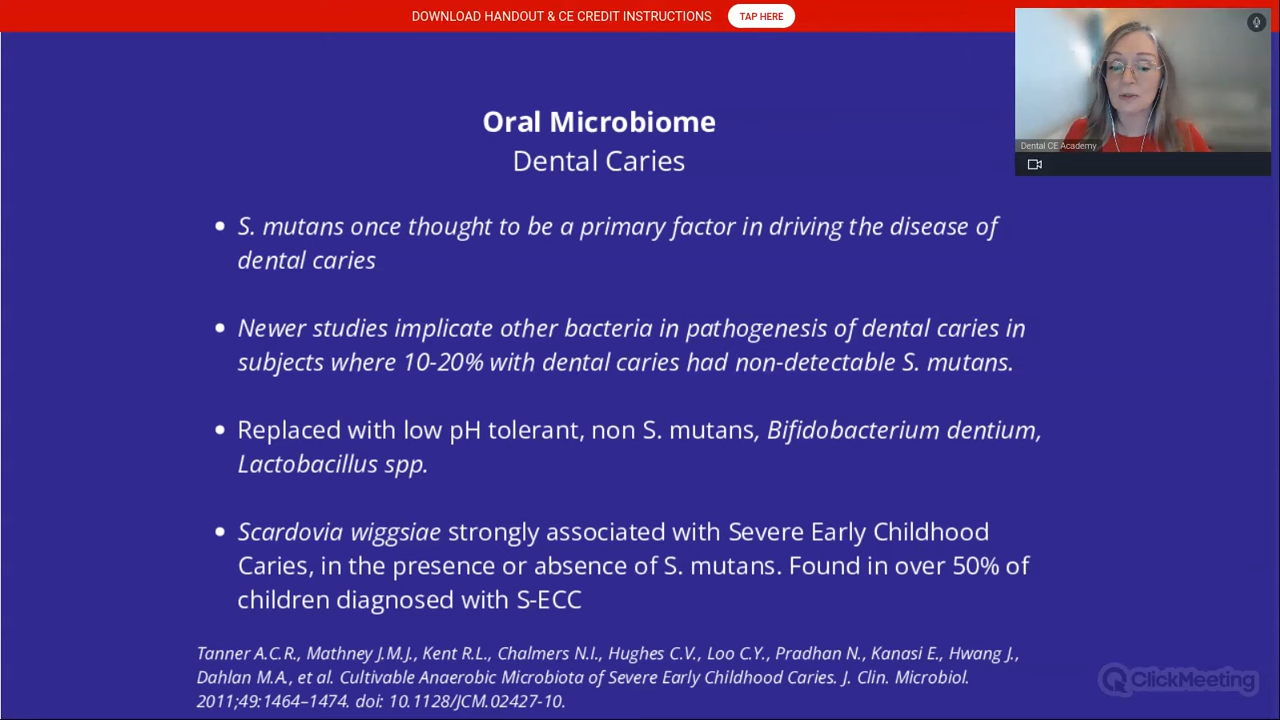 DOWNLOAD HANDOUT & CE CREDIT INSTRUCTIONS TAP HERE
Dental CE Academy
Oral Microbiome
Dental Caries
• S. mutans once thought to be a primary factor in driving the disease of
dental caries
• Newer studies implicate other bacteria in pathogenesis of dental caries in
subjects where 10-20% with dental caries had non-detectable S. mutans.
• Replaced with low pH tolerant, non S. mutans, Bifidobacterium dentium,
Lactobacillus spp.
• Scardovia wiggsiae strongly associated with Severe Early Childhood
Caries, in the presence or absence of S. mutans. Found in over 50% of
children diagnosed with S-ECC
Tanner A.C.R., Mathney J.M.J., Kent R.L., Chalmers N.I., Hughes C.V., Loo C.Y., Pradhan N., Kanasi E., Hwang J.,
Dahlan M.A., et al. Cultivable Anaerobic Microbiota of Severe Early Childhood Caries. J. Clin. Microbiol.
2011;49:1464–1474. doi: 10.1128/JCM.02427-10.
ClickMeeting